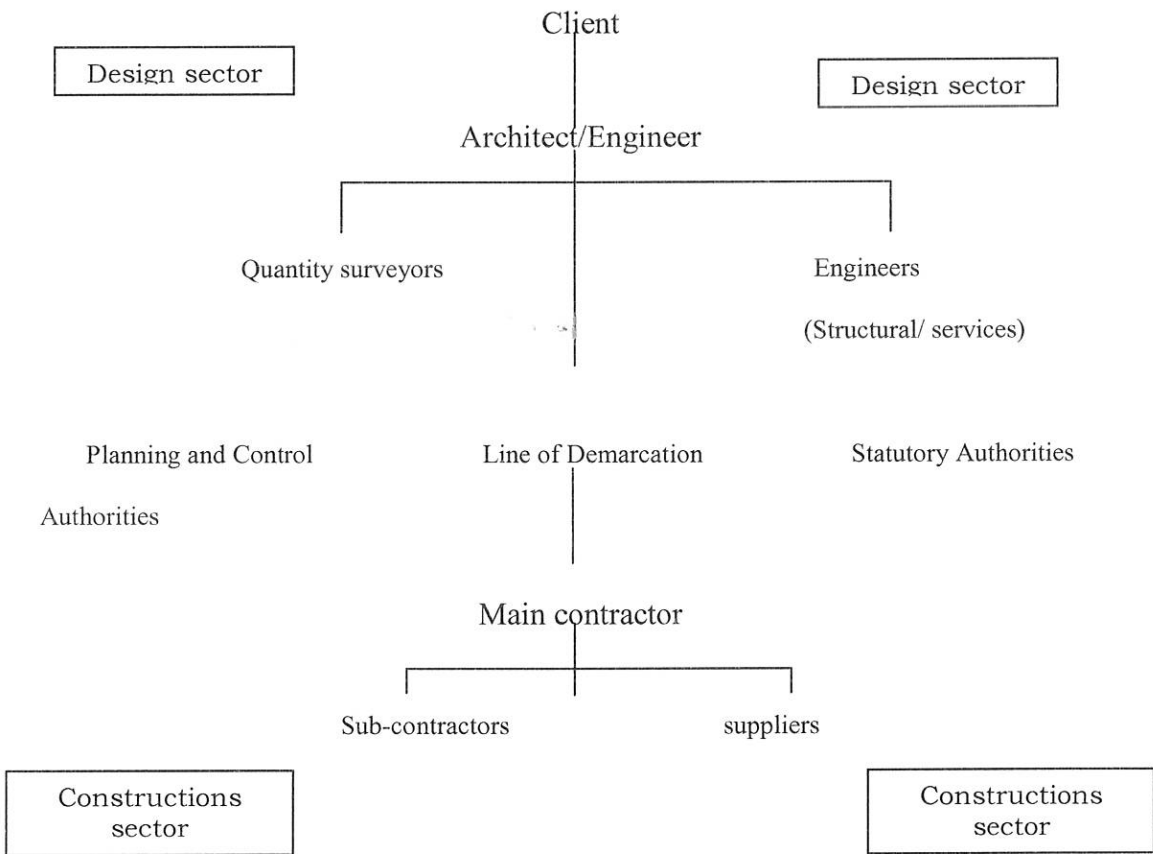 Client
Design sector
Design sector
Architect/Engineer
Quantity surveyors
Engineers
(Structural/ services)
Planning and Control
Line of Demarcation
Statutory Authorities
Authorities
Main contractor
Sub-contractors
suppliers
Constructions
sector
Constructions
sector